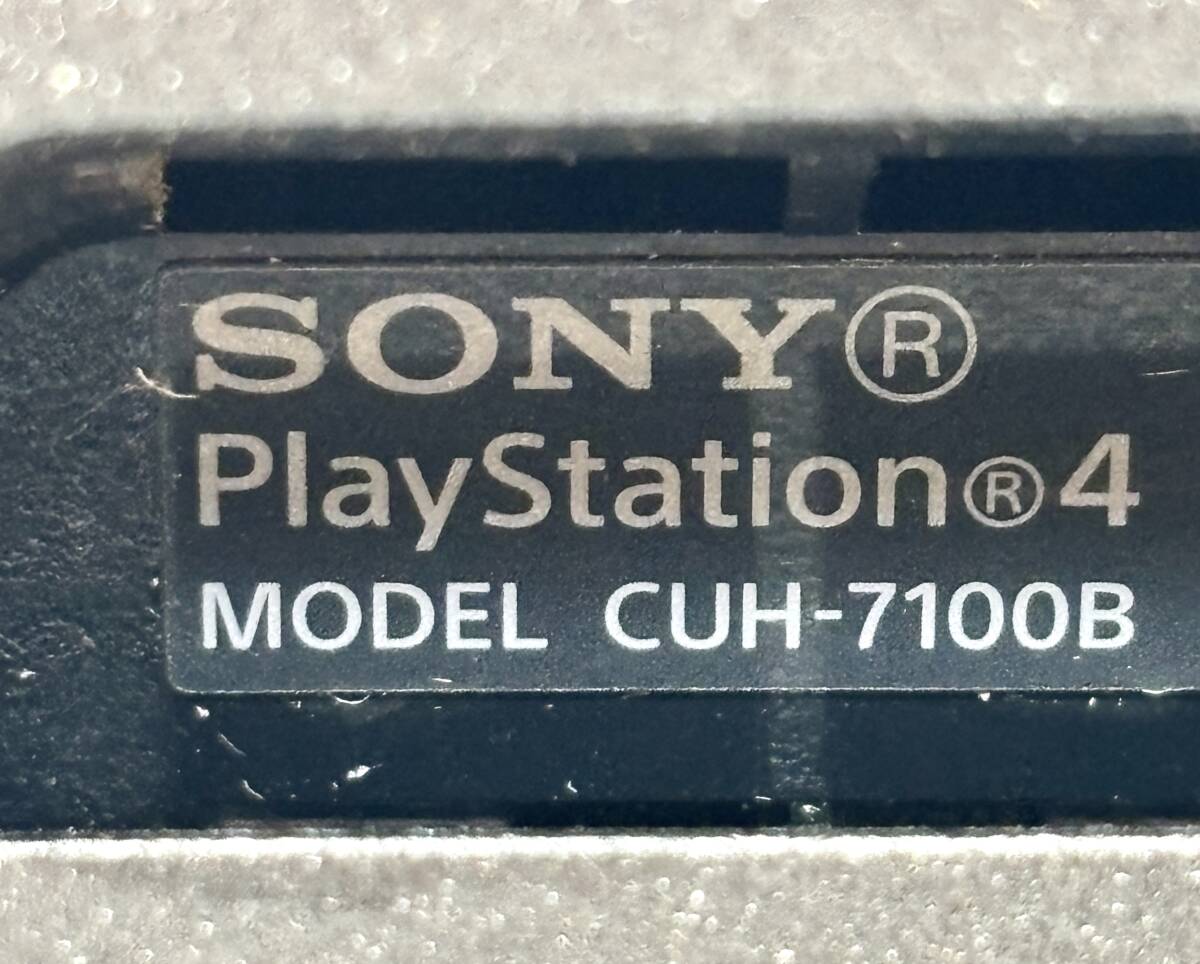 SONY®
PlayStation®4
MODEL CUH-7100B